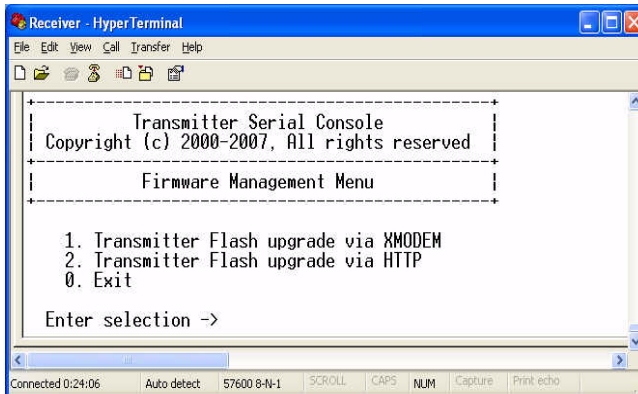 Receiver - HyperTerminal
File Edit View Call Transfer Help
Transmitter Serial Console
Copyright (c) 2000-2007, All rights reserved
Firmware Management Menu
1. Transmitter Flash upgrade via XMODEM
2. Transmitter Flash upgrade via HTTP
0. Exit
Enter selection ->
Connected 0:24:06 Auto detect 57600 8-N-1 SCROLL CAPS NUM Capture Print echo